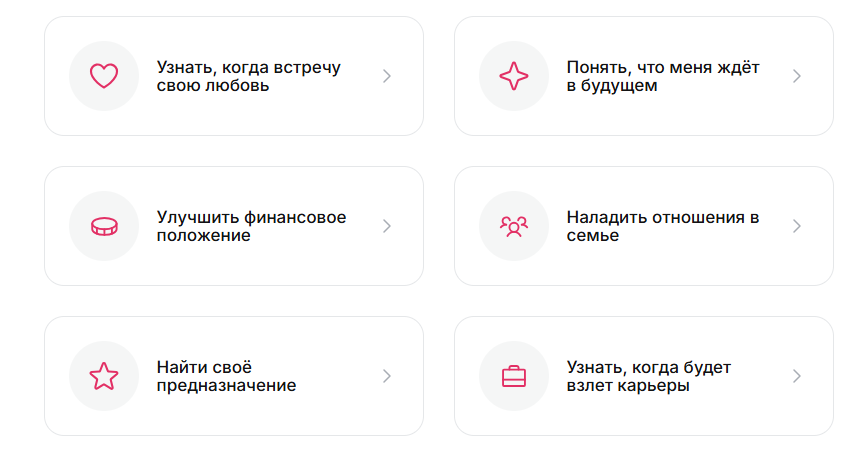 Узнать, когда встречу
свою любовь
Понять, что меня ждёт
в будущем
Улучшить финансовое
положение
Наладить отношения в
семье
Найти своё
предназначение
Узнать, когда будет
взлет карьеры